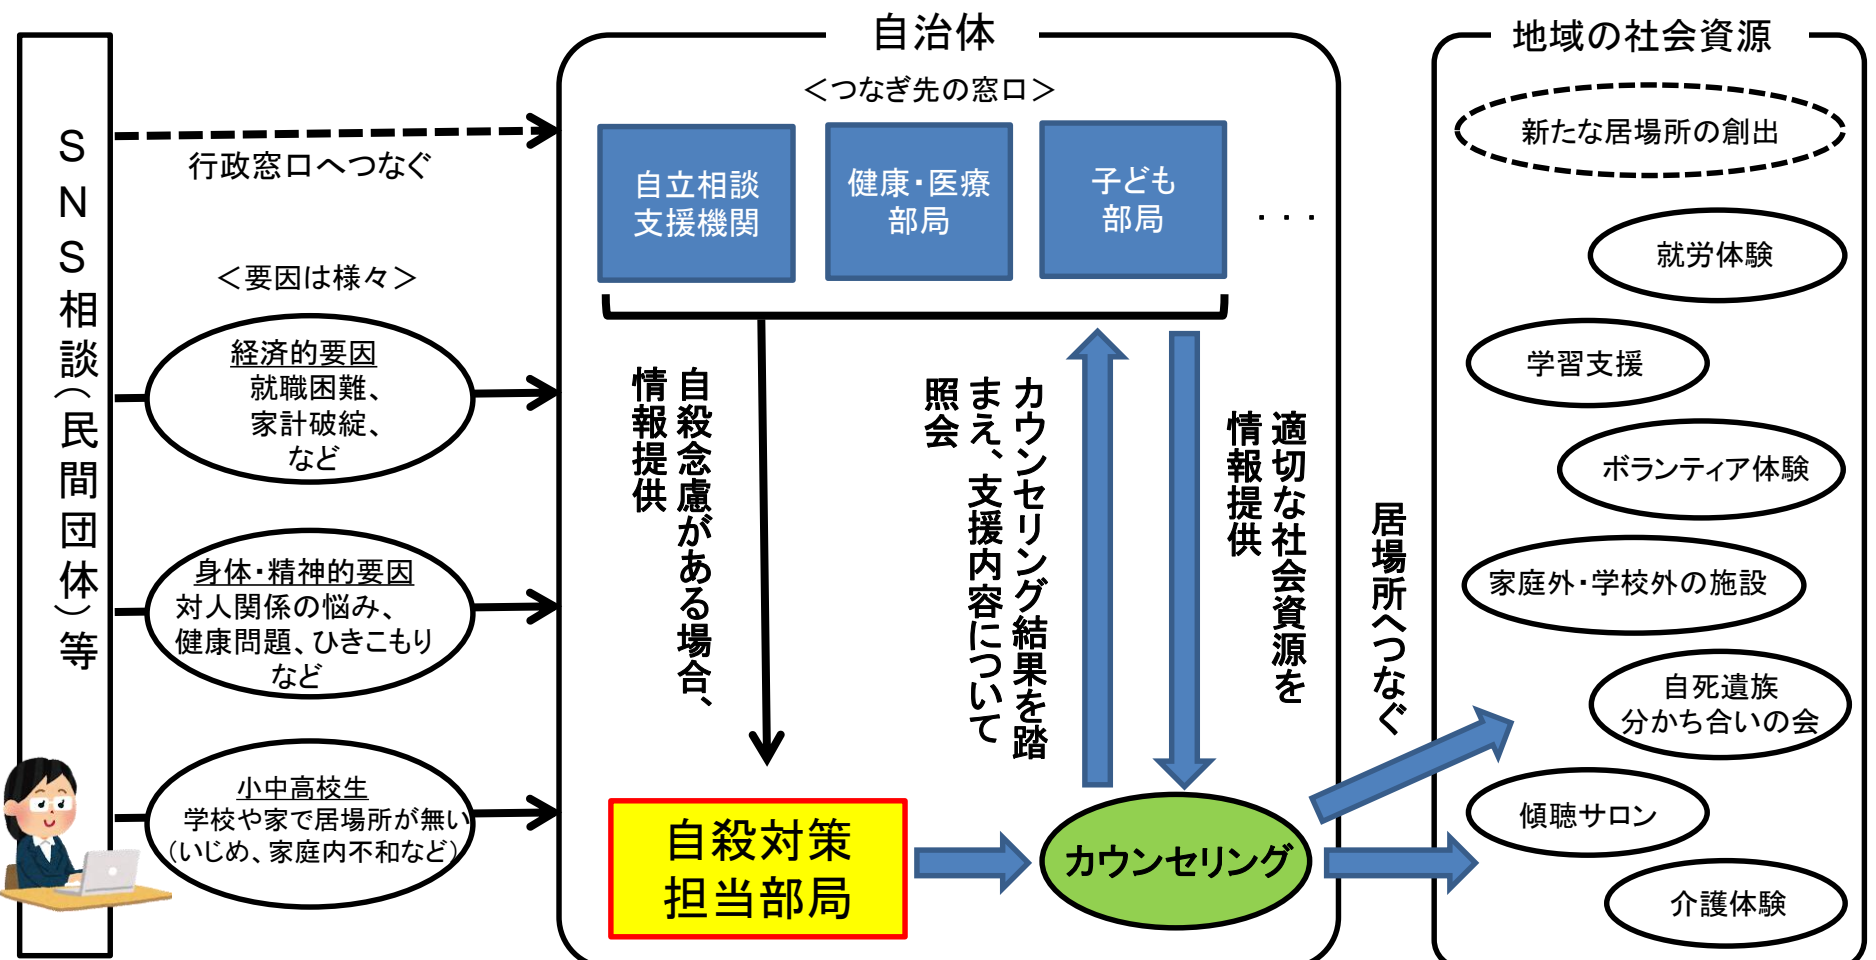 SNS相談(民間団体)等
行政窓口へつなぐ
＜要因は様々＞
経済的要因
就職困難、
家計破綻、
など
身体・精神的要因
対人関係の悩み、
健康問題、ひきこもり
など
小中高校生
学校や家で居場所が無い
(いじめ、家庭内不和など)
自治体
＜つなぎ先の窓口＞
自立相談
支援機関
健康・医療
部局
子ども
部局
・・・
自殺念慮がある場合、
情報提供
カウンセリング結果を踏
まえ、支援内容について
照会
適切な社会資源を
情報提供
自殺対策
担当部局
カウンセリング
居場所へつなぐ
地域の社会資源
新たな居場所の創出
就労体験
学習支援
ボランティア体験
家庭外・学校外の施設
自死遺族
分かち合いの会
傾聴サロン
介護体験